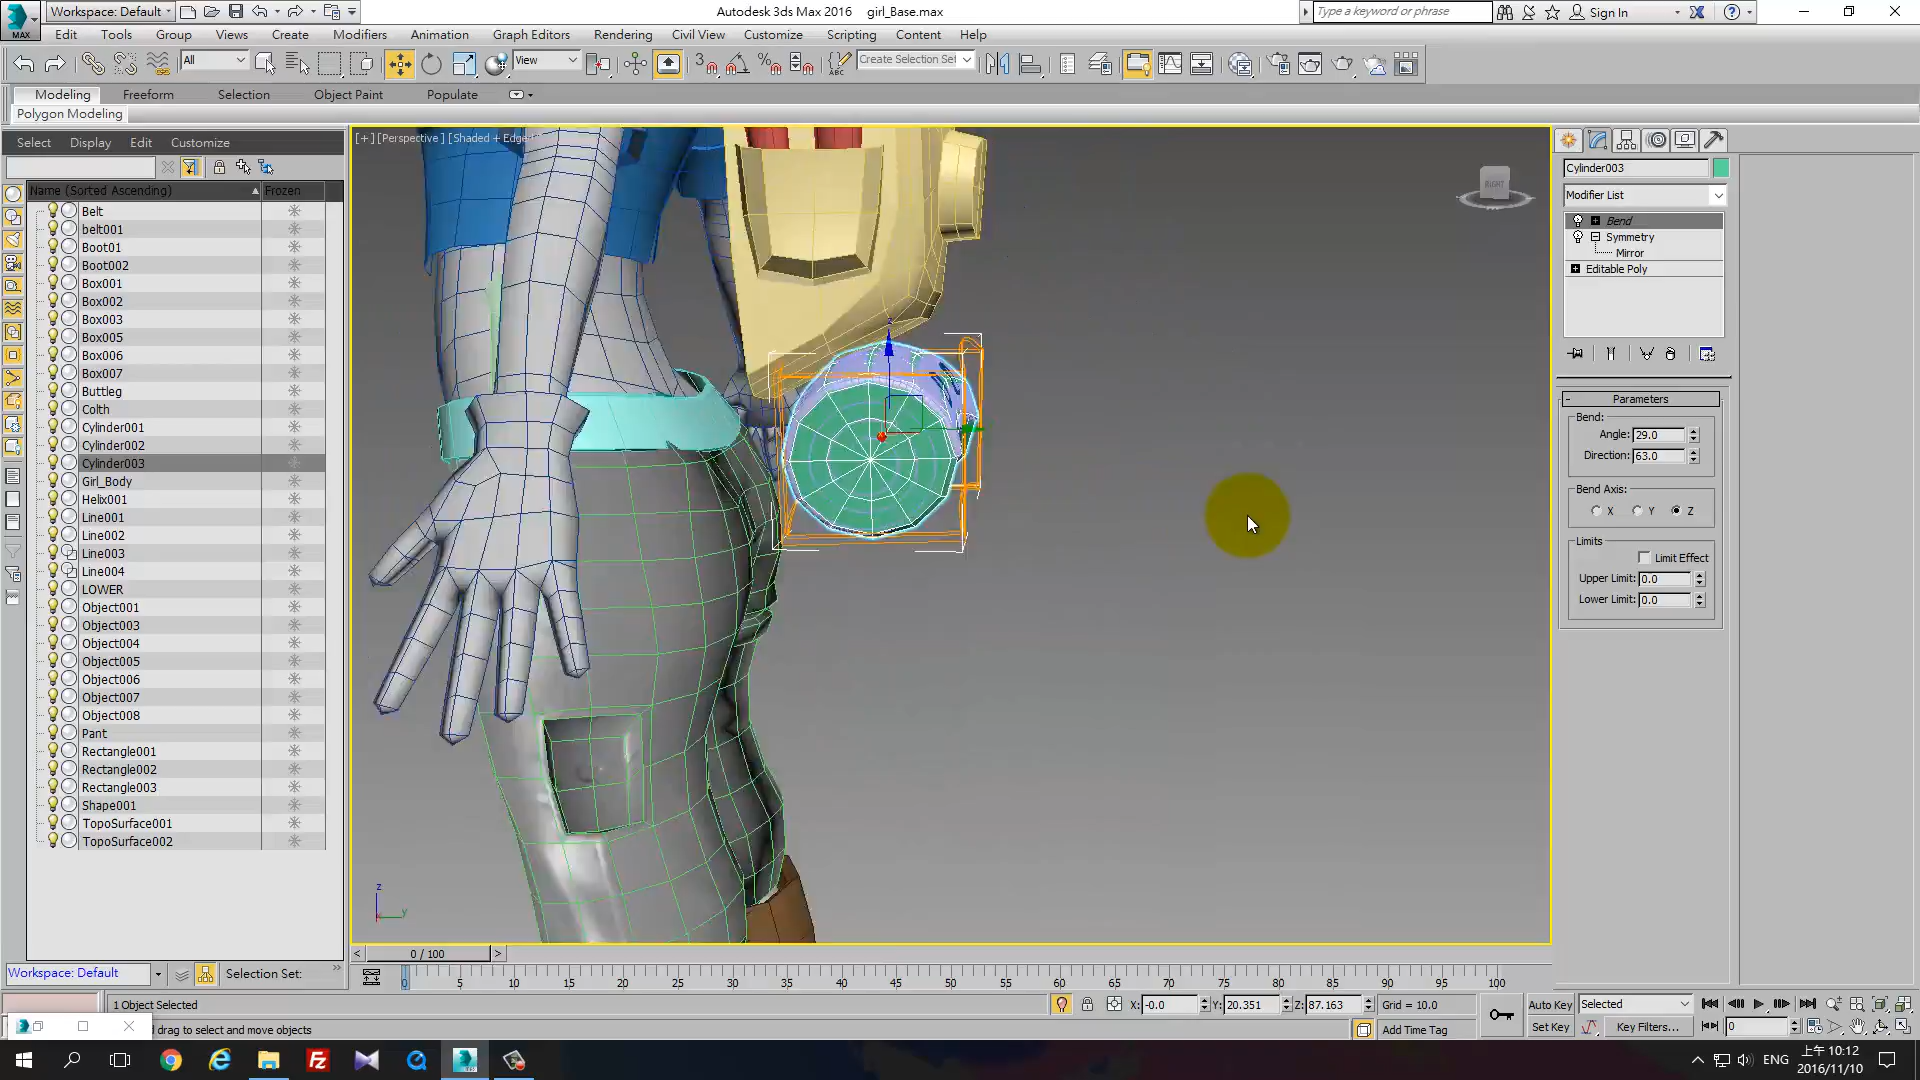 MAX
Workspace: Default
Autodesk 3ds Max 2016    girl_Base.max
Type a keyword or phrase
Sign In
Edit Tools Group Views Create Modifiers Animation Graph Editors Rendering Civil View Customize Scripting Content Help
All
View
ABC
Create Selection Set
Modeling Freeform Selection Object Paint Populate
Polygon Modeling
Select Display Edit Customize
Name (Sorted Ascending) Frozen
Belt
belt001
Boot01
Boot002
Box001
Box002
Box003
Box005
Box006
Box007
Buttleg
Colth
Cylinder001
Cylinder002
Cylinder003
Girl_Body
Helix001
Line001
Line002
Line003
Line004
LOWER
Object001
Object003
Object004
Object005
Object006
Object007
Object008
Pant
Rectangle001
Rectangle002
Rectangle003
Shape001
TopoSurface001
TopoSurface002
[+] [Perspective] [Shaded + Edge
RIGHT
z
z
y
Cylinder003
Modifier List
Bend
Symmetry
Mirror
Editable Poly
Parameters
Bend:
Angle: 29.0
Direction: 63.0
Bend Axis:
X Y Z
Limits
Limit Effect
Upper Limit: 0.0
Lower Limit: 0.0
Workspace: Default
Selection Set:
< 0 / 100 >
0 5 10 15 20 25 30 35 40 45 50 55 60 65 70 75 80 85 90 95 100
1 Object Selected
X: -0.0 Y: 20.351 Z: 87.163 Grid = 10.0
Auto Key Selected
drag to select and move objects
Add Time Tag
Set Key Key Filters... 0
ENG
上午 10:12
2016/11/10